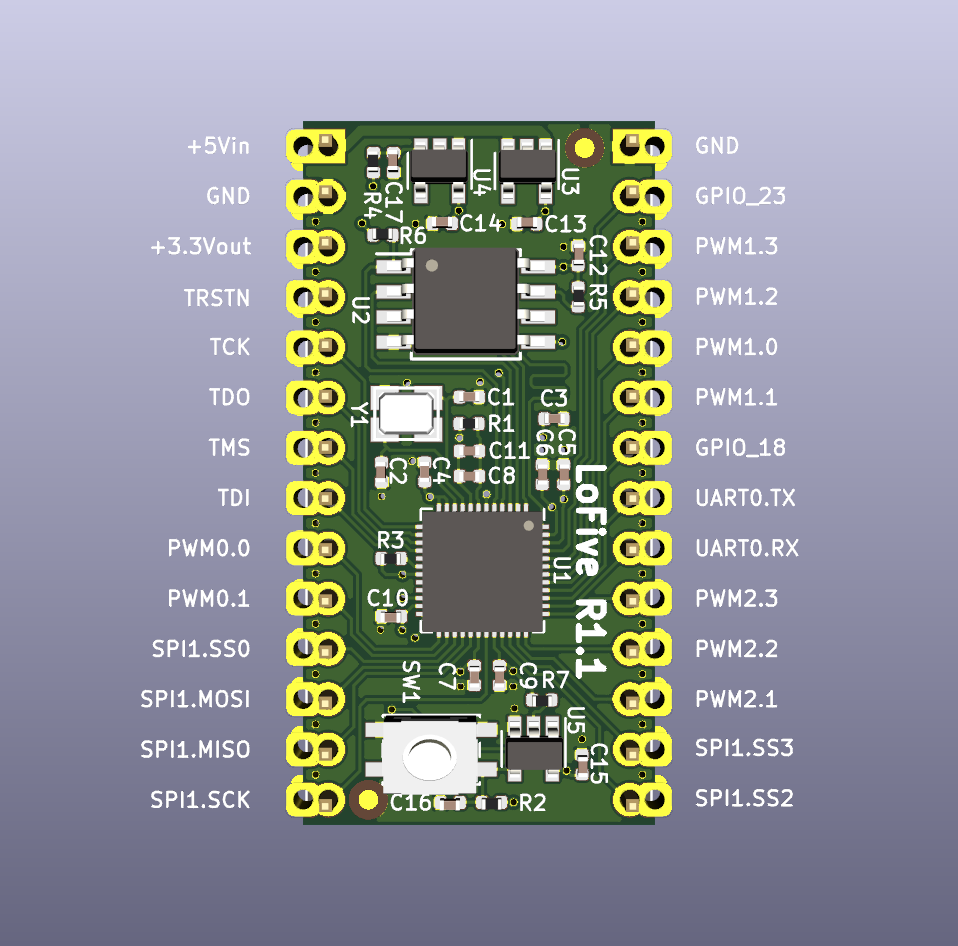 +5Vin
GND
+3.3Vout
TRSTN
TCK
TDO
TMS
TDI
PWM0.0
PWM0.1
SPI1.SS0
SPI1.MOSI
SPI1.MISO
SPI1.SCK
R4
C17
U4
U3
C14
C13
R6
C12
R5
U2
Y1
C1
R1
C11
C8
C3
C5
C6
C2
C4
LoFive R1.1
R3
U1
C10
SW1
C7
C9
R7
U5
C15
C16
R2
GND
GPIO_23
PWM1.3
PWM1.2
PWM1.0
PWM1.1
GPIO_18
UART0.TX
UART0.RX
PWM2.3
PWM2.2
PWM2.1
SPI1.SS3
SPI1.SS2